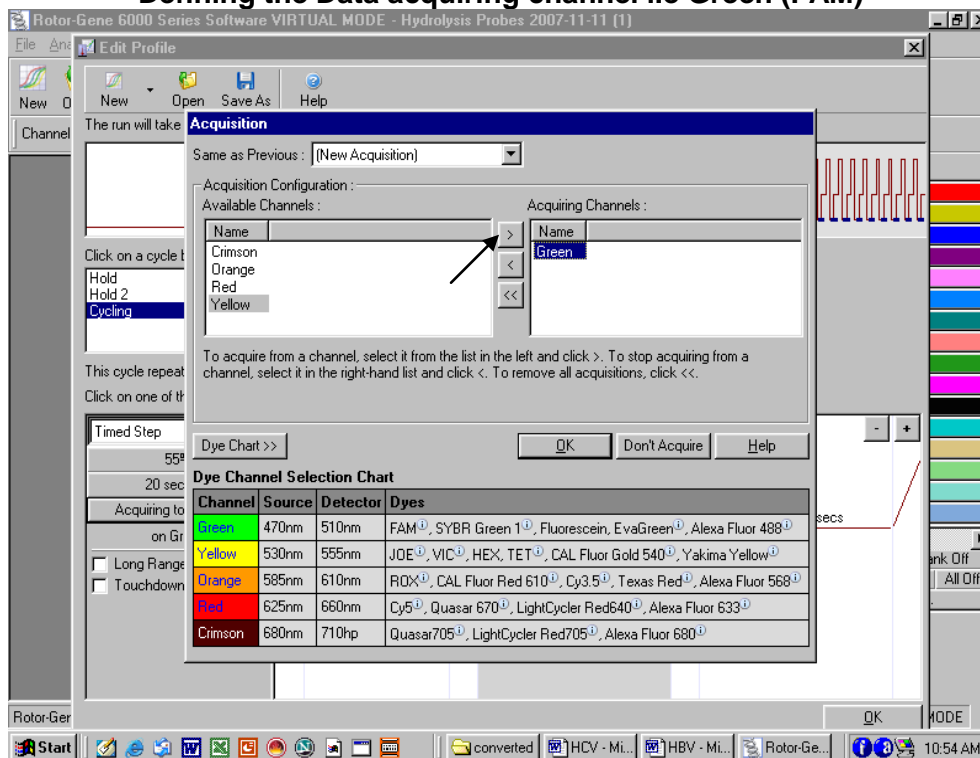 Defining the Data acquiring channel i.e Green (FAM)
Rotor-Gene 6000 Series Software VIRTUAL MODE - Hydrolysis Probes 2007-11-11 (1)
File Ana
Edit Profile
New
New Open Save As Help
Channel
The run will take
Acquisition
Same as Previous : (New Acquisition)
Acquisition Configuration :
Available Channels : Acquiring Channels :
Name > Name
Crimson Green
Orange <
Red
Yellow <<
To acquire from a channel, select it from the list in the left and click >. To stop acquiring from a
channel, select it in the right-hand list and click <. To remove all acquisitions, click <<.
Dye Chart >> OK Don't Acquire Help
Dye Channel Selection Chart
Channel Source Detector Dyes
Green 470nm 510nm FAM, SYBR Green 1, Fluorescein, EvaGreen, Alexa Fluor 488
Yellow 530nm 555nm JOE, VIC, HEX, TET, CAL Fluor Gold 540, Yakima Yellow
Orange 585nm 610nm ROX, CAL Fluor Red 610, Cy3.5, Texas Red, Alexa Fluor 568
Red 625nm 660nm Cy5, Quasar 670, LightCycler Red640, Alexa Fluor 633
Crimson 680nm 710hp Quasar705, LightCycler Red705, Alexa Fluor 680
Click on a cycle b
Hold
Hold 2
Cycling
This cycle repeat
Click on one of th
Timed Step - +
55º
20 sec
Acquiring to
on Gr
Long Range
Touchdown
secs
ank Off
All Off
OK
Rotor-Ger MODE
Start converted HCV - Mi... HBV - Mi... Rotor-Ge... 10:54 AM